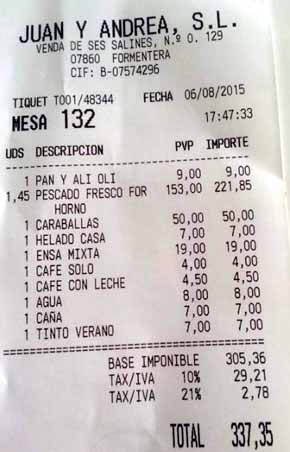 JUAN Y ANDREA, S.L.
VENDA DE SES SALINES, N.º 0. 129
07860 FORMENTERA
CIF: B-07574296
TIQUET T001/48344 FECHA 06/08/2015
MESA 132 17:47:33
UDS DESCRIPCION PVP IMPORTE
1 PAN Y ALI OLI 9,00 9,00
1,45 PESCADO FRESCO FOR 153,00 221,85
HORNO
1 CARABALLAS 50,00 50,00
1 HELADO CASA 7,00 7,00
1 ENSA MIXTA 19,00 19,00
1 CAFE SOLO 4,00 4,00
1 CAFE CON LECHE 4,50 4,50
1 AGUA 8,00 8,00
1 CAÑA 7,00 7,00
1 TINTO VERANO 7,00 7,00
BASE IMPONIBLE 305,36
TAX/IVA 10% 29,21
TAX/IVA 21% 2,78
TOTAL 337,35